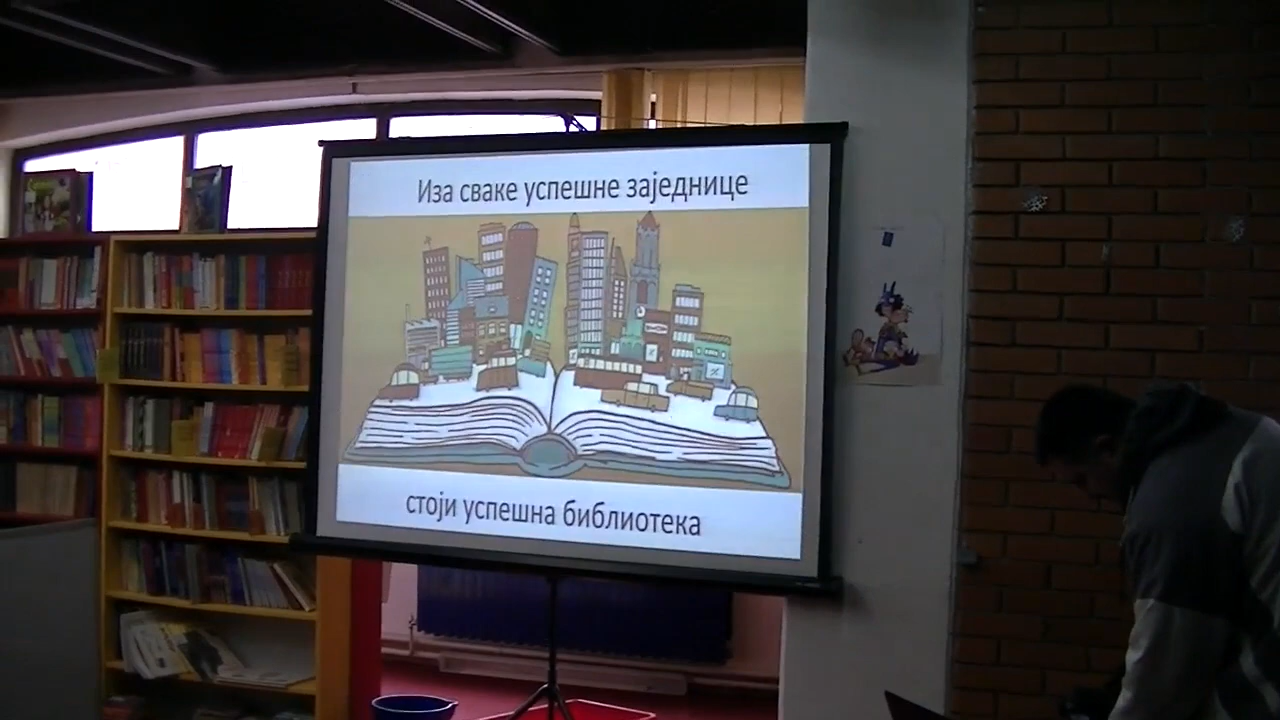 Иза сваке успешне заједнице
стоји успешна библиотека